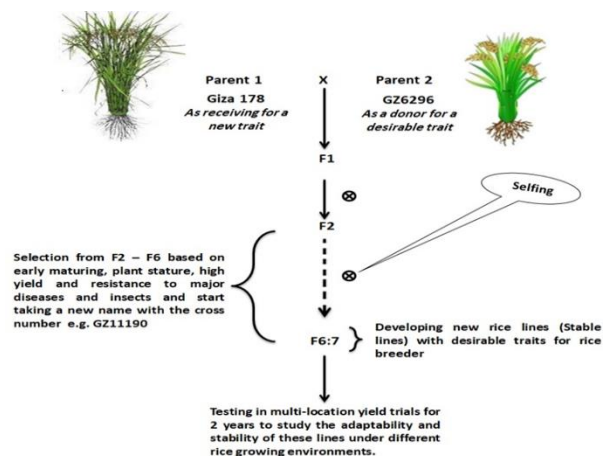 Parent 1 X Parent 2
Giza 178
As receiving for a
new trait
GZ6296
As a donor for a
desirable trait
F1
Selfing
F2
Selection from F2 – F6 based on
early maturing, plant stature, high
yield and resistance to major
diseases and insects and start
taking a new name with the cross
number e.g. GZ11190
F6:7
Developing new rice lines (Stable
lines) with desirable traits for rice
breeder
Testing in multi-location yield trials for
2 years to study the adaptability and
stability of these lines under different
rice growing environments.